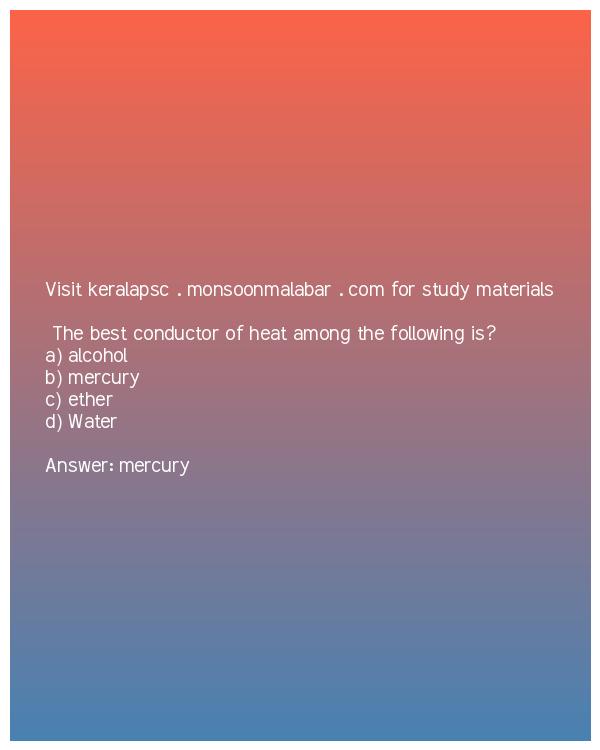 Visit keralapsc . monsoonmalabar . com for study materials
The best conductor of heat among the following is?
a) alcohol
b) mercury
c) ether
d) Water
Answer: mercury